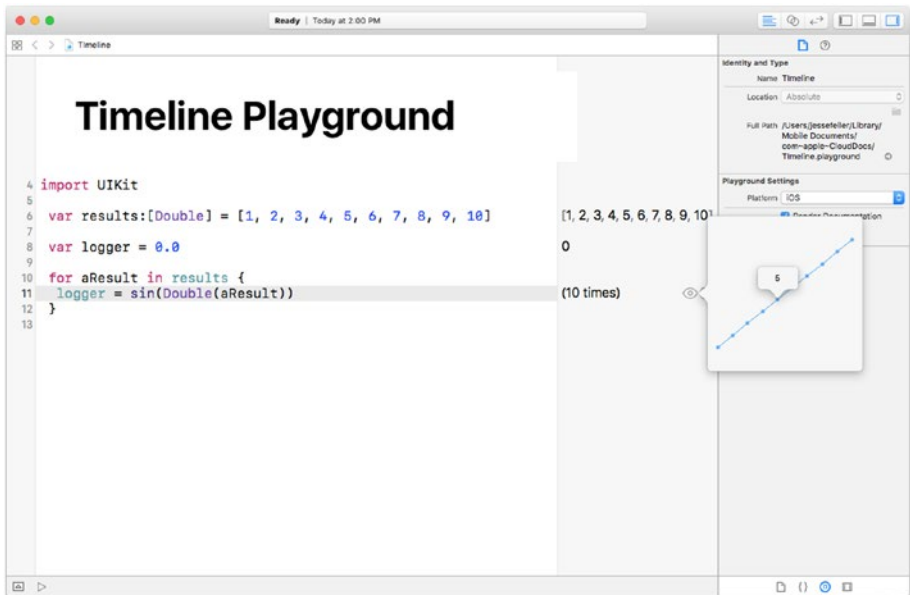 Ready | Today at 2:00 PM
Timeline
Timeline Playground
4 import UIKit
5
6 var results:[Double] = [1, 2, 3, 4, 5, 6, 7, 8, 9, 10]
[1, 2, 3, 4, 5, 6, 7, 8, 9, 10]
7
8 var logger = 0.0
0
9
10 for aResult in results {
11 logger = sin(Double(aResult))
(10 times)
12 }
13
Identity and Type
Name Timeline
Location Absolute
Full Path /Users/jessefeiler/Library/
Mobile Documents/
com~apple~CloudDocs/
Timeline.playground
Playground Settings
Platform iOS
Render Documentation
5